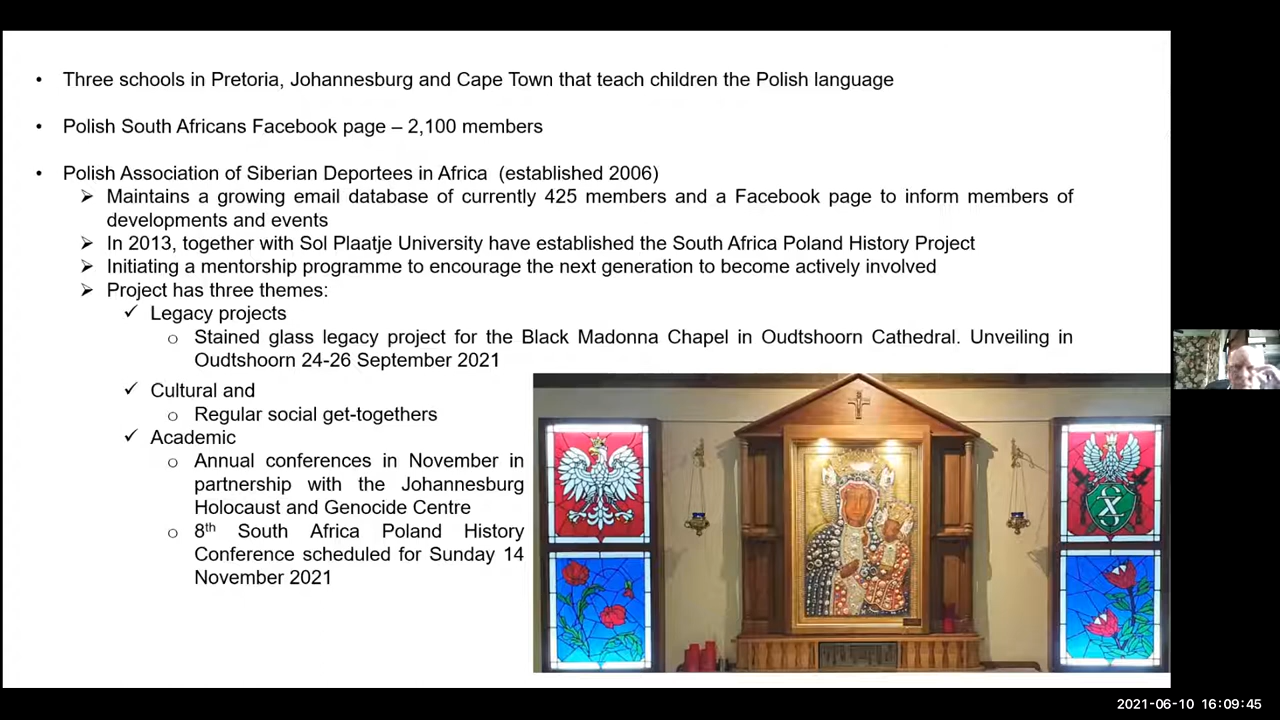 • Three schools in Pretoria, Johannesburg and Cape Town that teach children the Polish language
• Polish South Africans Facebook page – 2,100 members
• Polish Association of Siberian Deportees in Africa (established 2006)
➢ Maintains a growing email database of currently 425 members and a Facebook page to inform members of
developments and events
➢ In 2013, together with Sol Plaatje University have established the South Africa Poland History Project
➢ Initiating a mentorship programme to encourage the next generation to become actively involved
➢ Project has three themes:
✓ Legacy projects
o Stained glass legacy project for the Black Madonna Chapel in Oudtshoorn Cathedral. Unveiling in
Oudtshoorn 24-26 September 2021
✓ Cultural and
o Regular social get-togethers
✓ Academic
o Annual conferences in November in
partnership with the Johannesburg
Holocaust and Genocide Centre
o 8th South Africa Poland History
Conference scheduled for Sunday 14
November 2021
2021-06-10 16:09:45